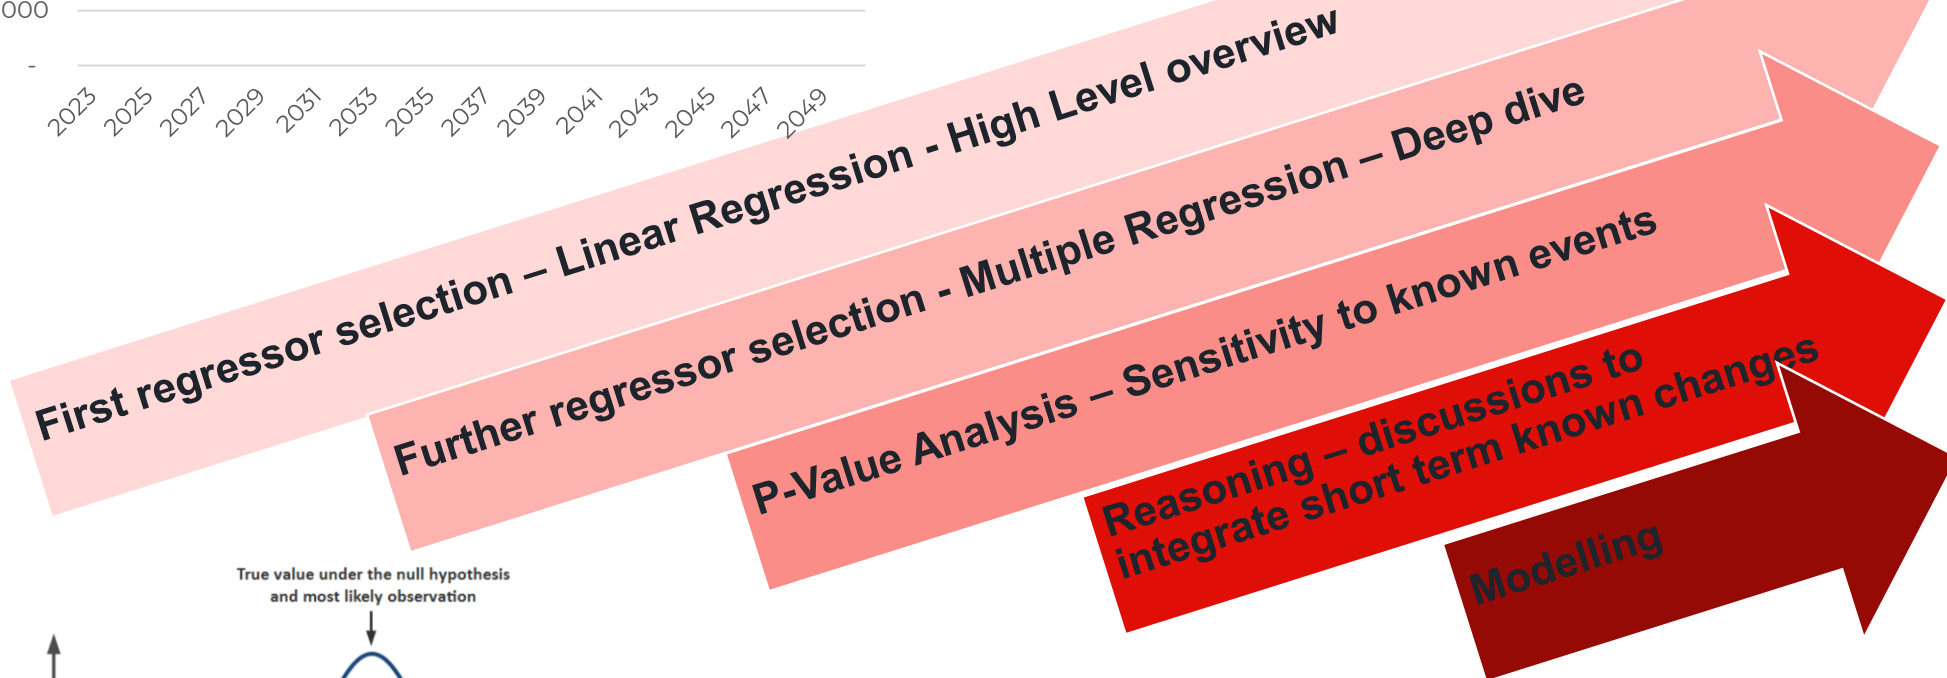 000
-
2023 2025 2027 2029 2031 2033 2035 2037 2039 2041 2043 2045 2047 2049
First regressor selection – Linear Regression - High Level overview
Further regressor selection - Multiple Regression – Deep dive
P-Value Analysis – Sensitivity to known events
Reasoning – discussions to
integrate short term known changes
Modelling
True value under the null hypothesis
and most likely observation